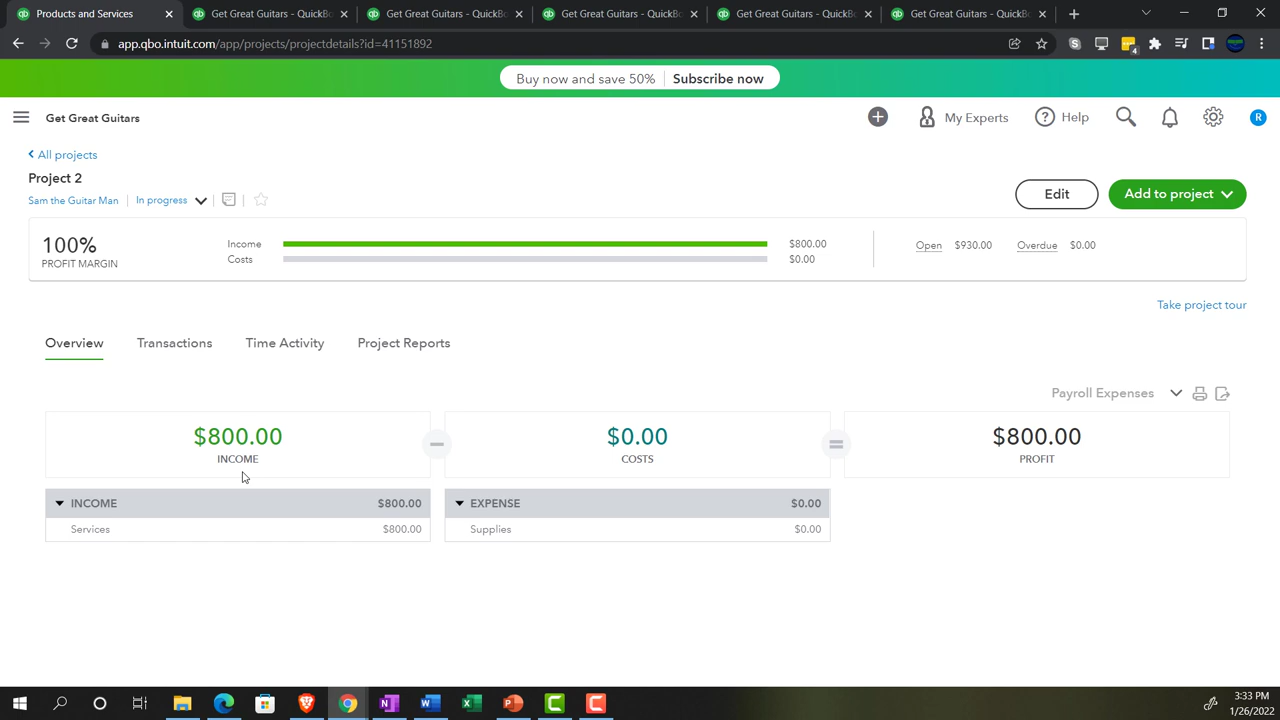 Products and Services
Get Great Guitars - QuickBo
Get Great Guitars - QuickBo
Get Great Guitars - QuickBo
Get Great Guitars - QuickBo
Get Great Guitars - QuickBo
app.qbo.intuit.com/app/projects/projectdetails?id=41151892
4
Buy now and save 50% Subscribe now
Get Great Guitars
My Experts
Help
R
All projects
Project 2
Sam the Guitar Man
In progress
Edit
Add to project
100%
PROFIT MARGIN
Income $800.00
Costs $0.00
Open $930.00 Overdue $0.00
Take project tour
Overview Transactions Time Activity Project Reports
Payroll Expenses
$800.00
INCOME
$0.00
COSTS
$800.00
PROFIT
INCOME $800.00
Services $800.00
EXPENSE $0.00
Supplies $0.00
3:33 PM
1/26/2022